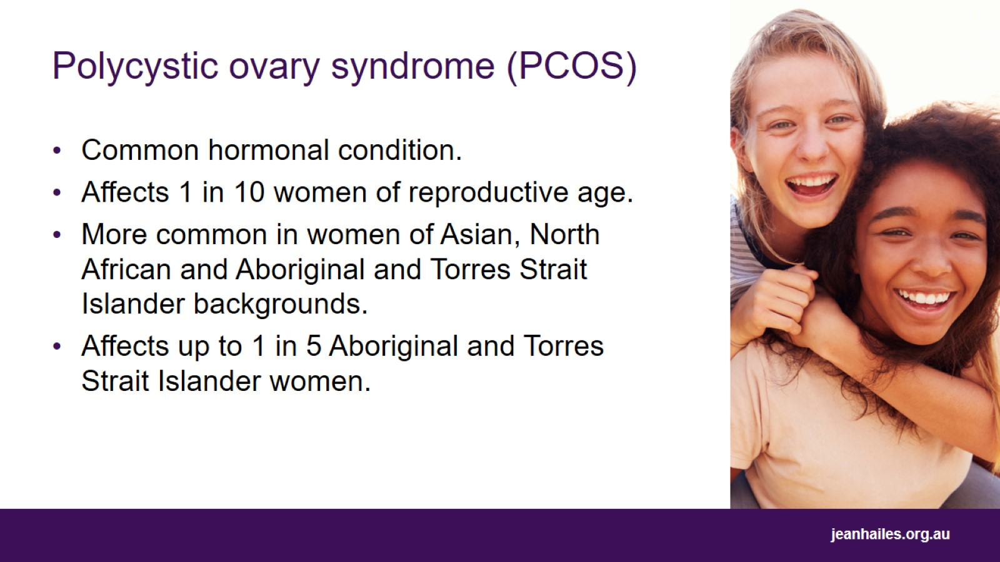 Polycystic ovary syndrome (PCOS)
• Common hormonal condition.
• Affects 1 in 10 women of reproductive age.
• More common in women of Asian, North
African and Aboriginal and Torres Strait
Islander backgrounds.
• Affects up to 1 in 5 Aboriginal and Torres
Strait Islander women.
jeanhailes.org.au